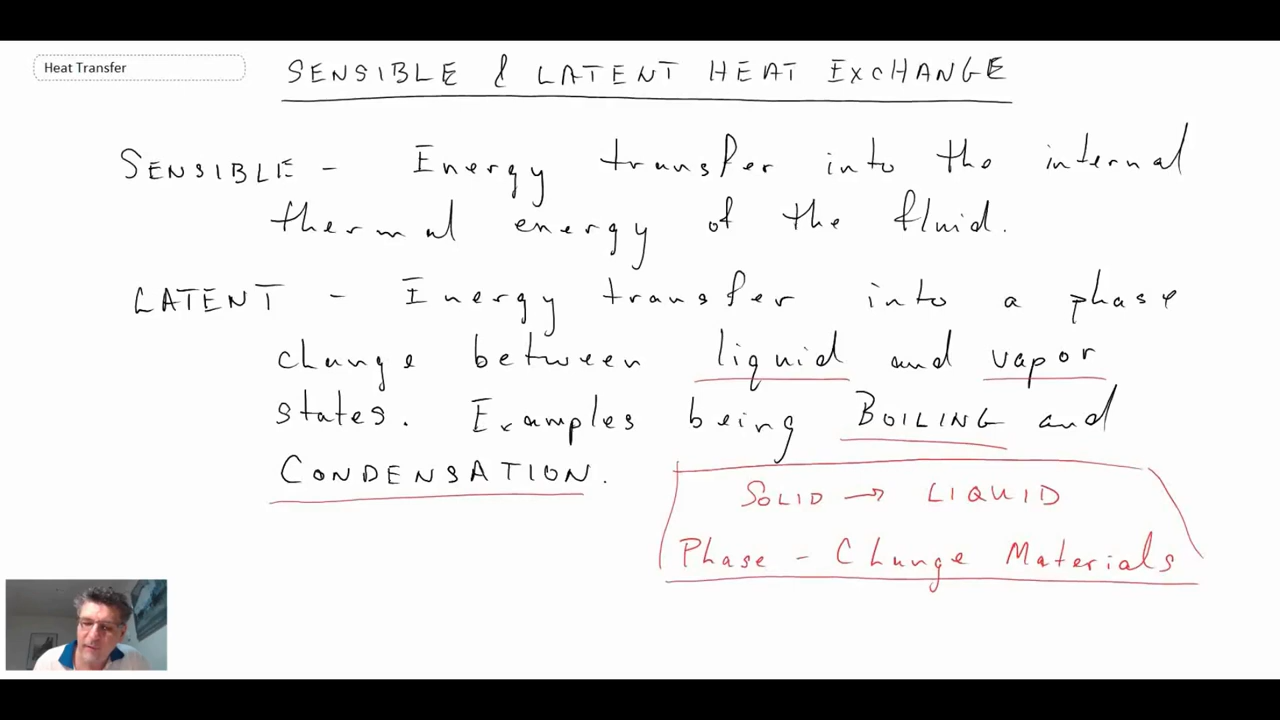 Heat Transfer
SENSIBLE & LATENT HEAT EXCHANGE
SENSIBLE - Energy transfer into the internal
thermal energy of the fluid.
LATENT - Energy transfer into a phase
change between liquid and vapor
states. Examples being BOILING and
CONDENSATION.
SOLID → LIQUID
Phase - Change Materials